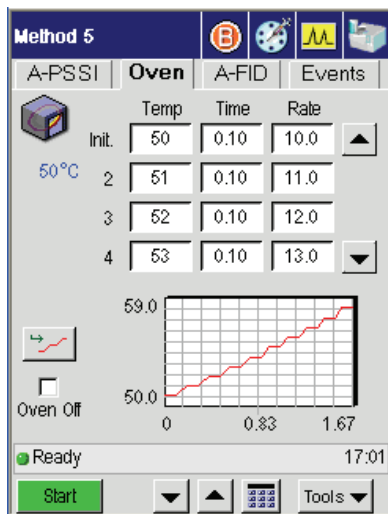 Method 5 B
A-PSSI Oven A-FID Events
Temp Time Rate
Init. 50 0.10 10.0
50°C 2 51 0.10 11.0
3 52 0.10 12.0
4 53 0.10 13.0
59.0
50.0
Oven Off 0 0.83 1.67
Ready 17:01
Start Tools